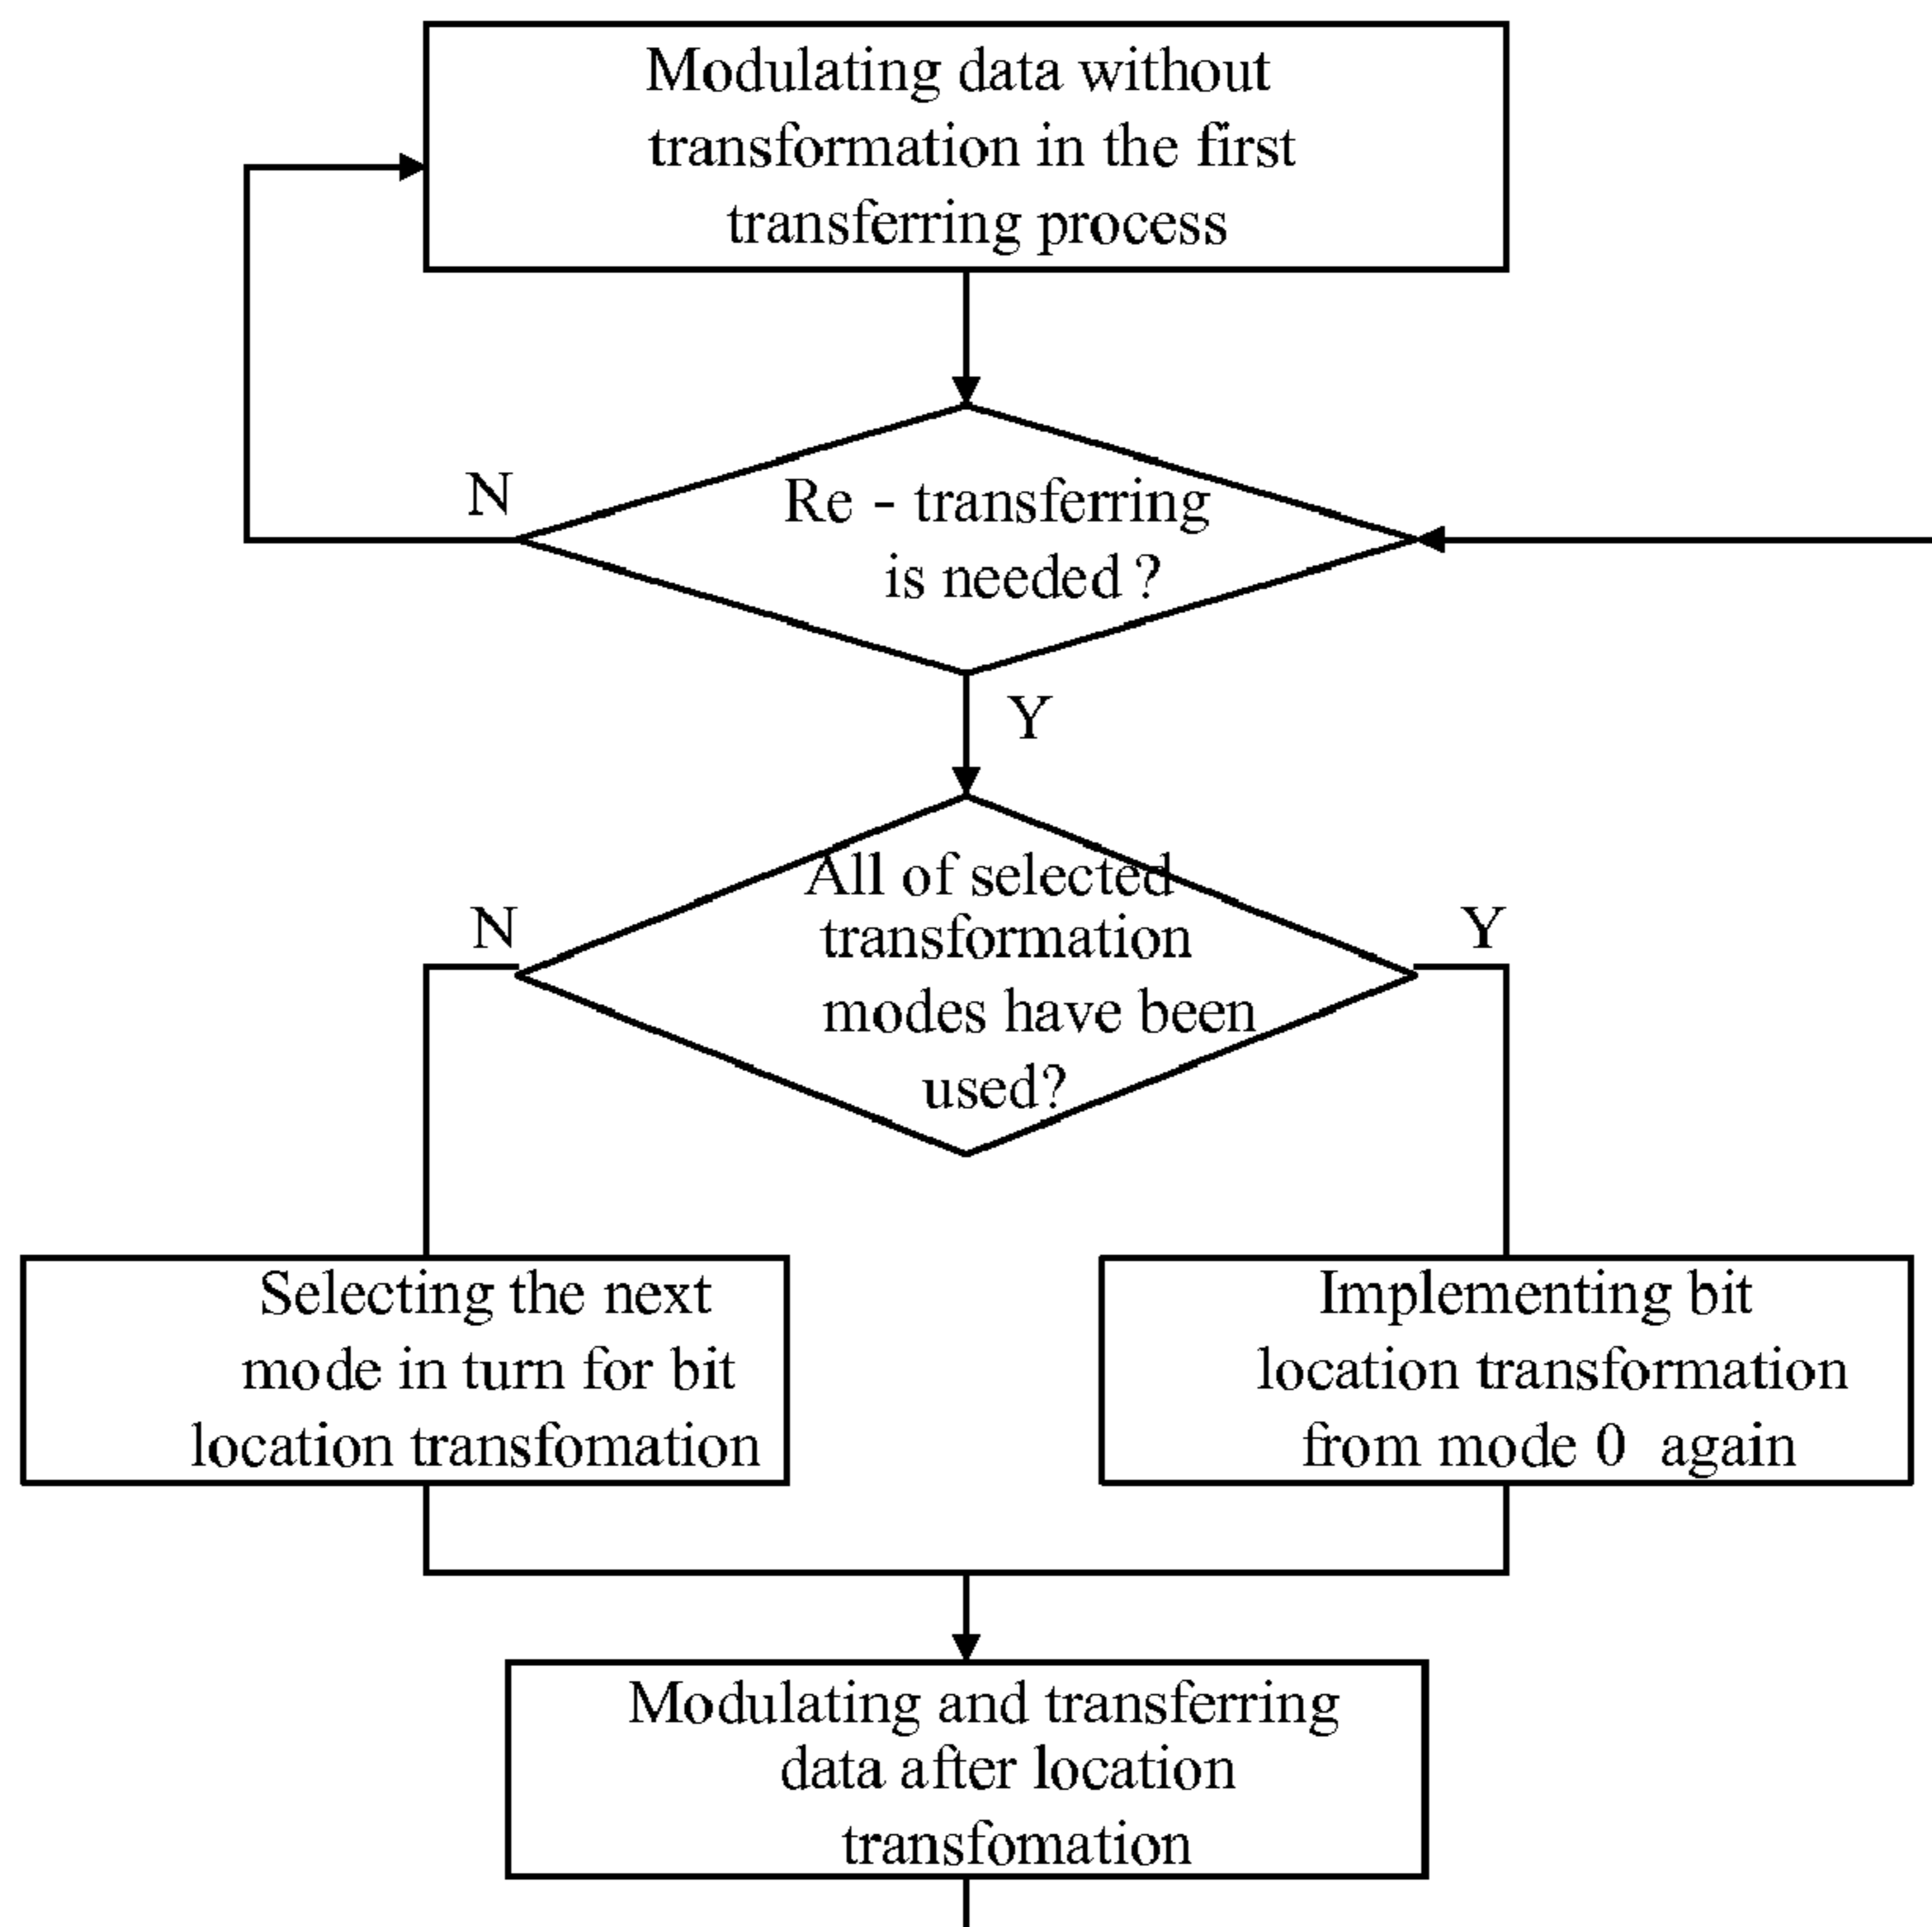 Modulating data without
transformation in the first
transferring process
N
Re - transferring
is needed ?
Y
All of selected
transformation
modes have been
used?
N
Y
Selecting the next
mode in turn for bit
location transfomation
Implementing bit
location transformation
from mode 0 again
Modulating and transferring
data after location
transfomation